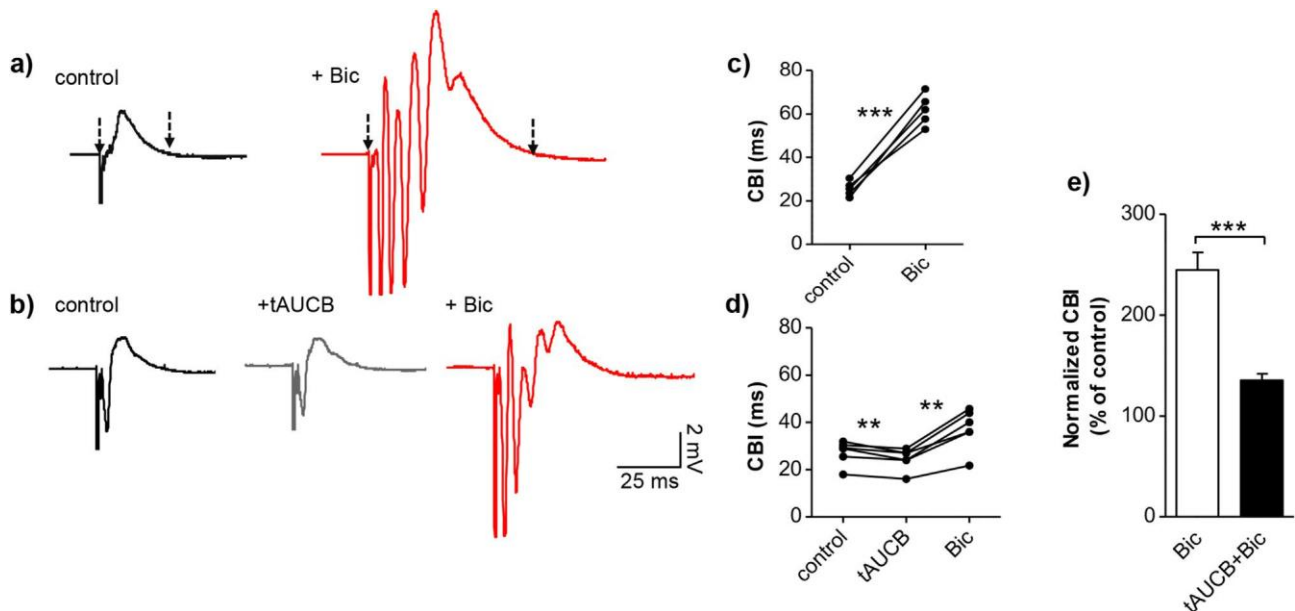 a)
control
+ Bic
b)
control
+tAUCB
+ Bic
2 mV
25 ms
c)
CBI (ms)
80
60
40
20
0
***
control
Bic
d)
CBI (ms)
80
60
40
20
0
**
**
control
tAUCB
Bic
e)
Normalized CBI
(% of control)
300
200
100
0
***
Bic
tAUCB+Bic